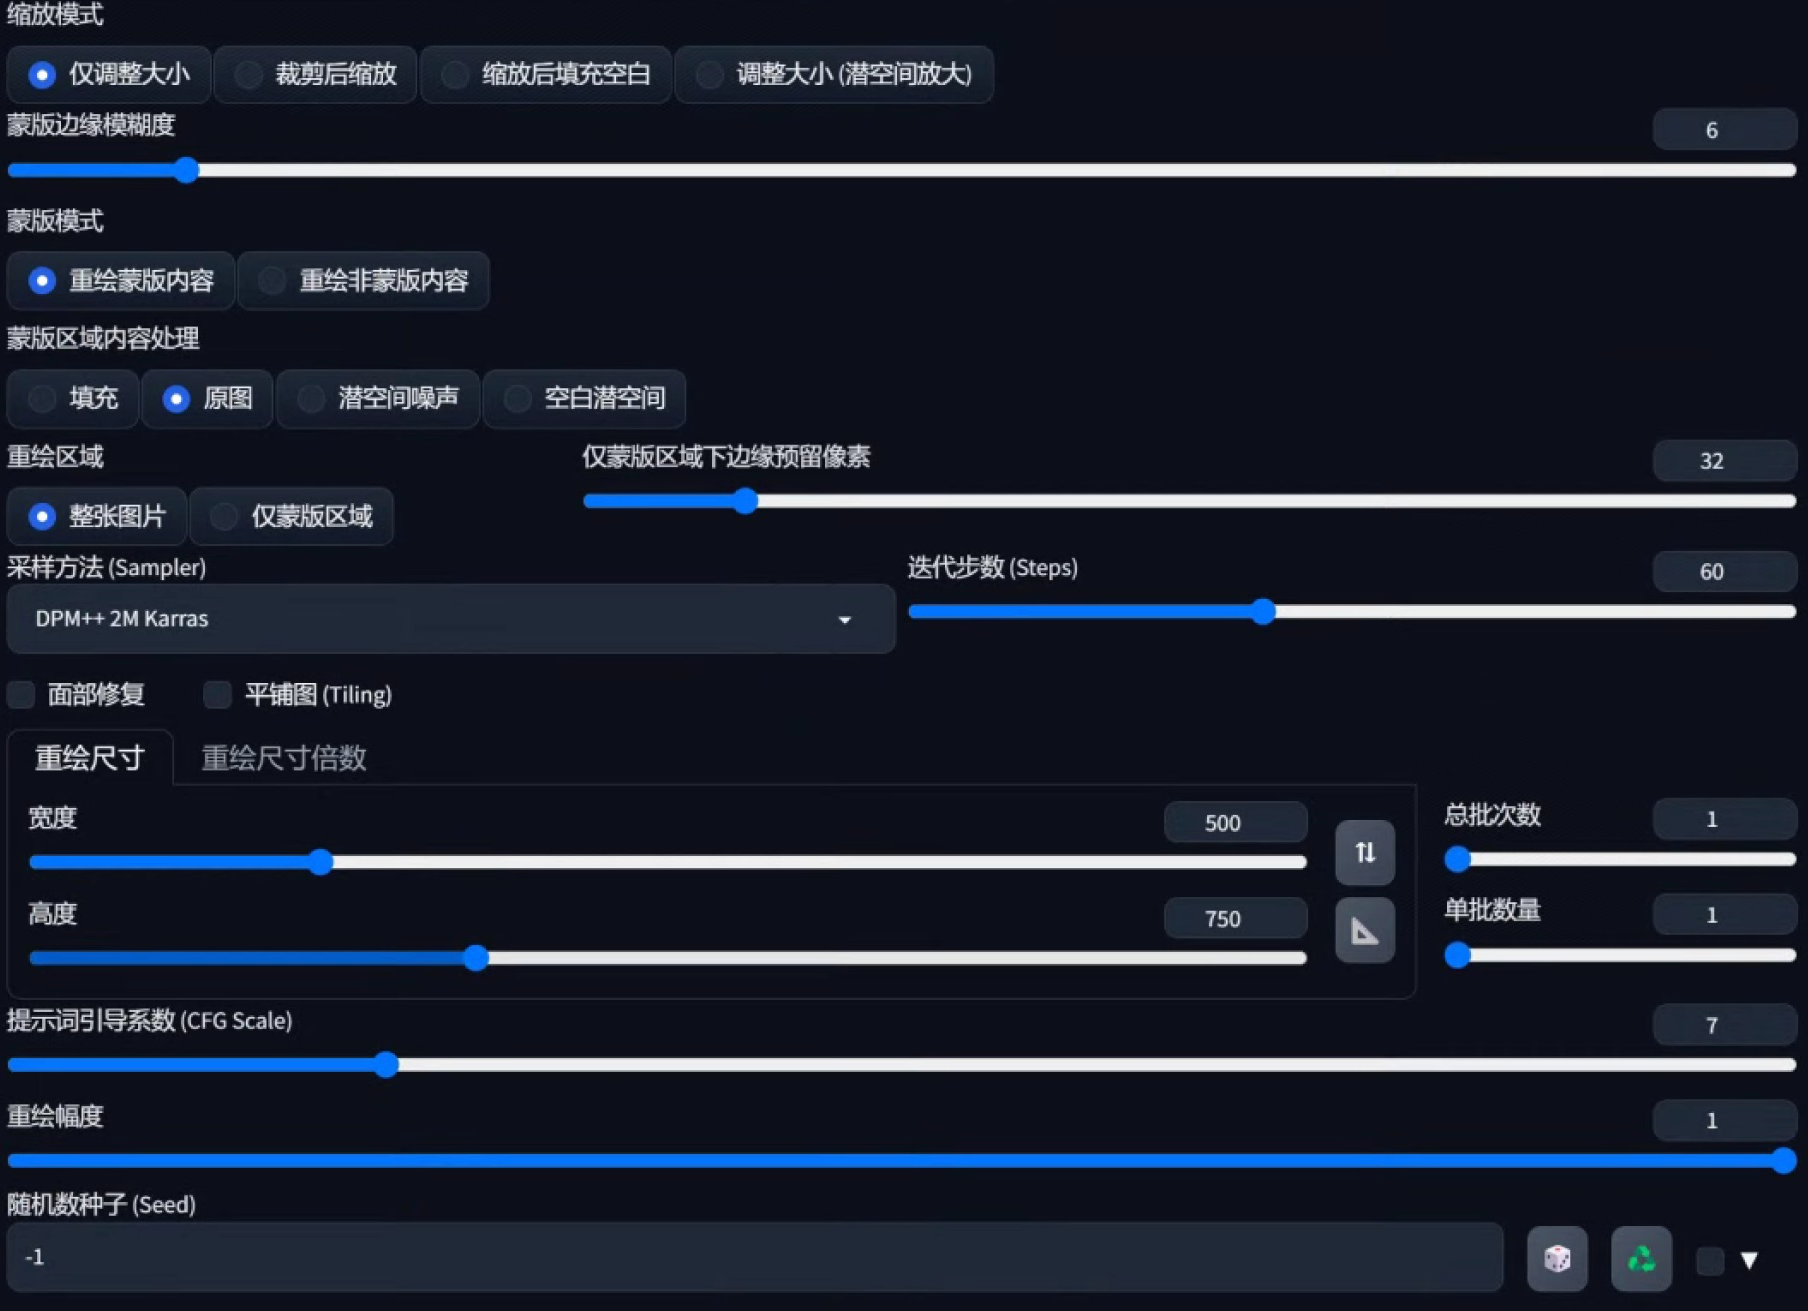 缩放模式
仅调整大小 裁剪后缩放 缩放后填充空白 调整大小 (潜空间放大)
蒙版边缘模糊度 6
蒙版模式
重绘蒙版内容 重绘非蒙版内容
蒙版区域内容处理
填充 原图 潜空间噪声 空白潜空间
重绘区域 仅蒙版区域下边缘预留像素 32
整张图片 仅蒙版区域
采样方法 (Sampler) 迭代步数 (Steps) 60
DPM++ 2M Karras
面部修复 平铺图 (Tiling)
重绘尺寸 重绘尺寸倍数
宽度 500 总批次数 1
高度 750 单批数量 1
提示词引导系数 (CFG Scale) 7
重绘幅度 1
随机数种子 (Seed)
-1